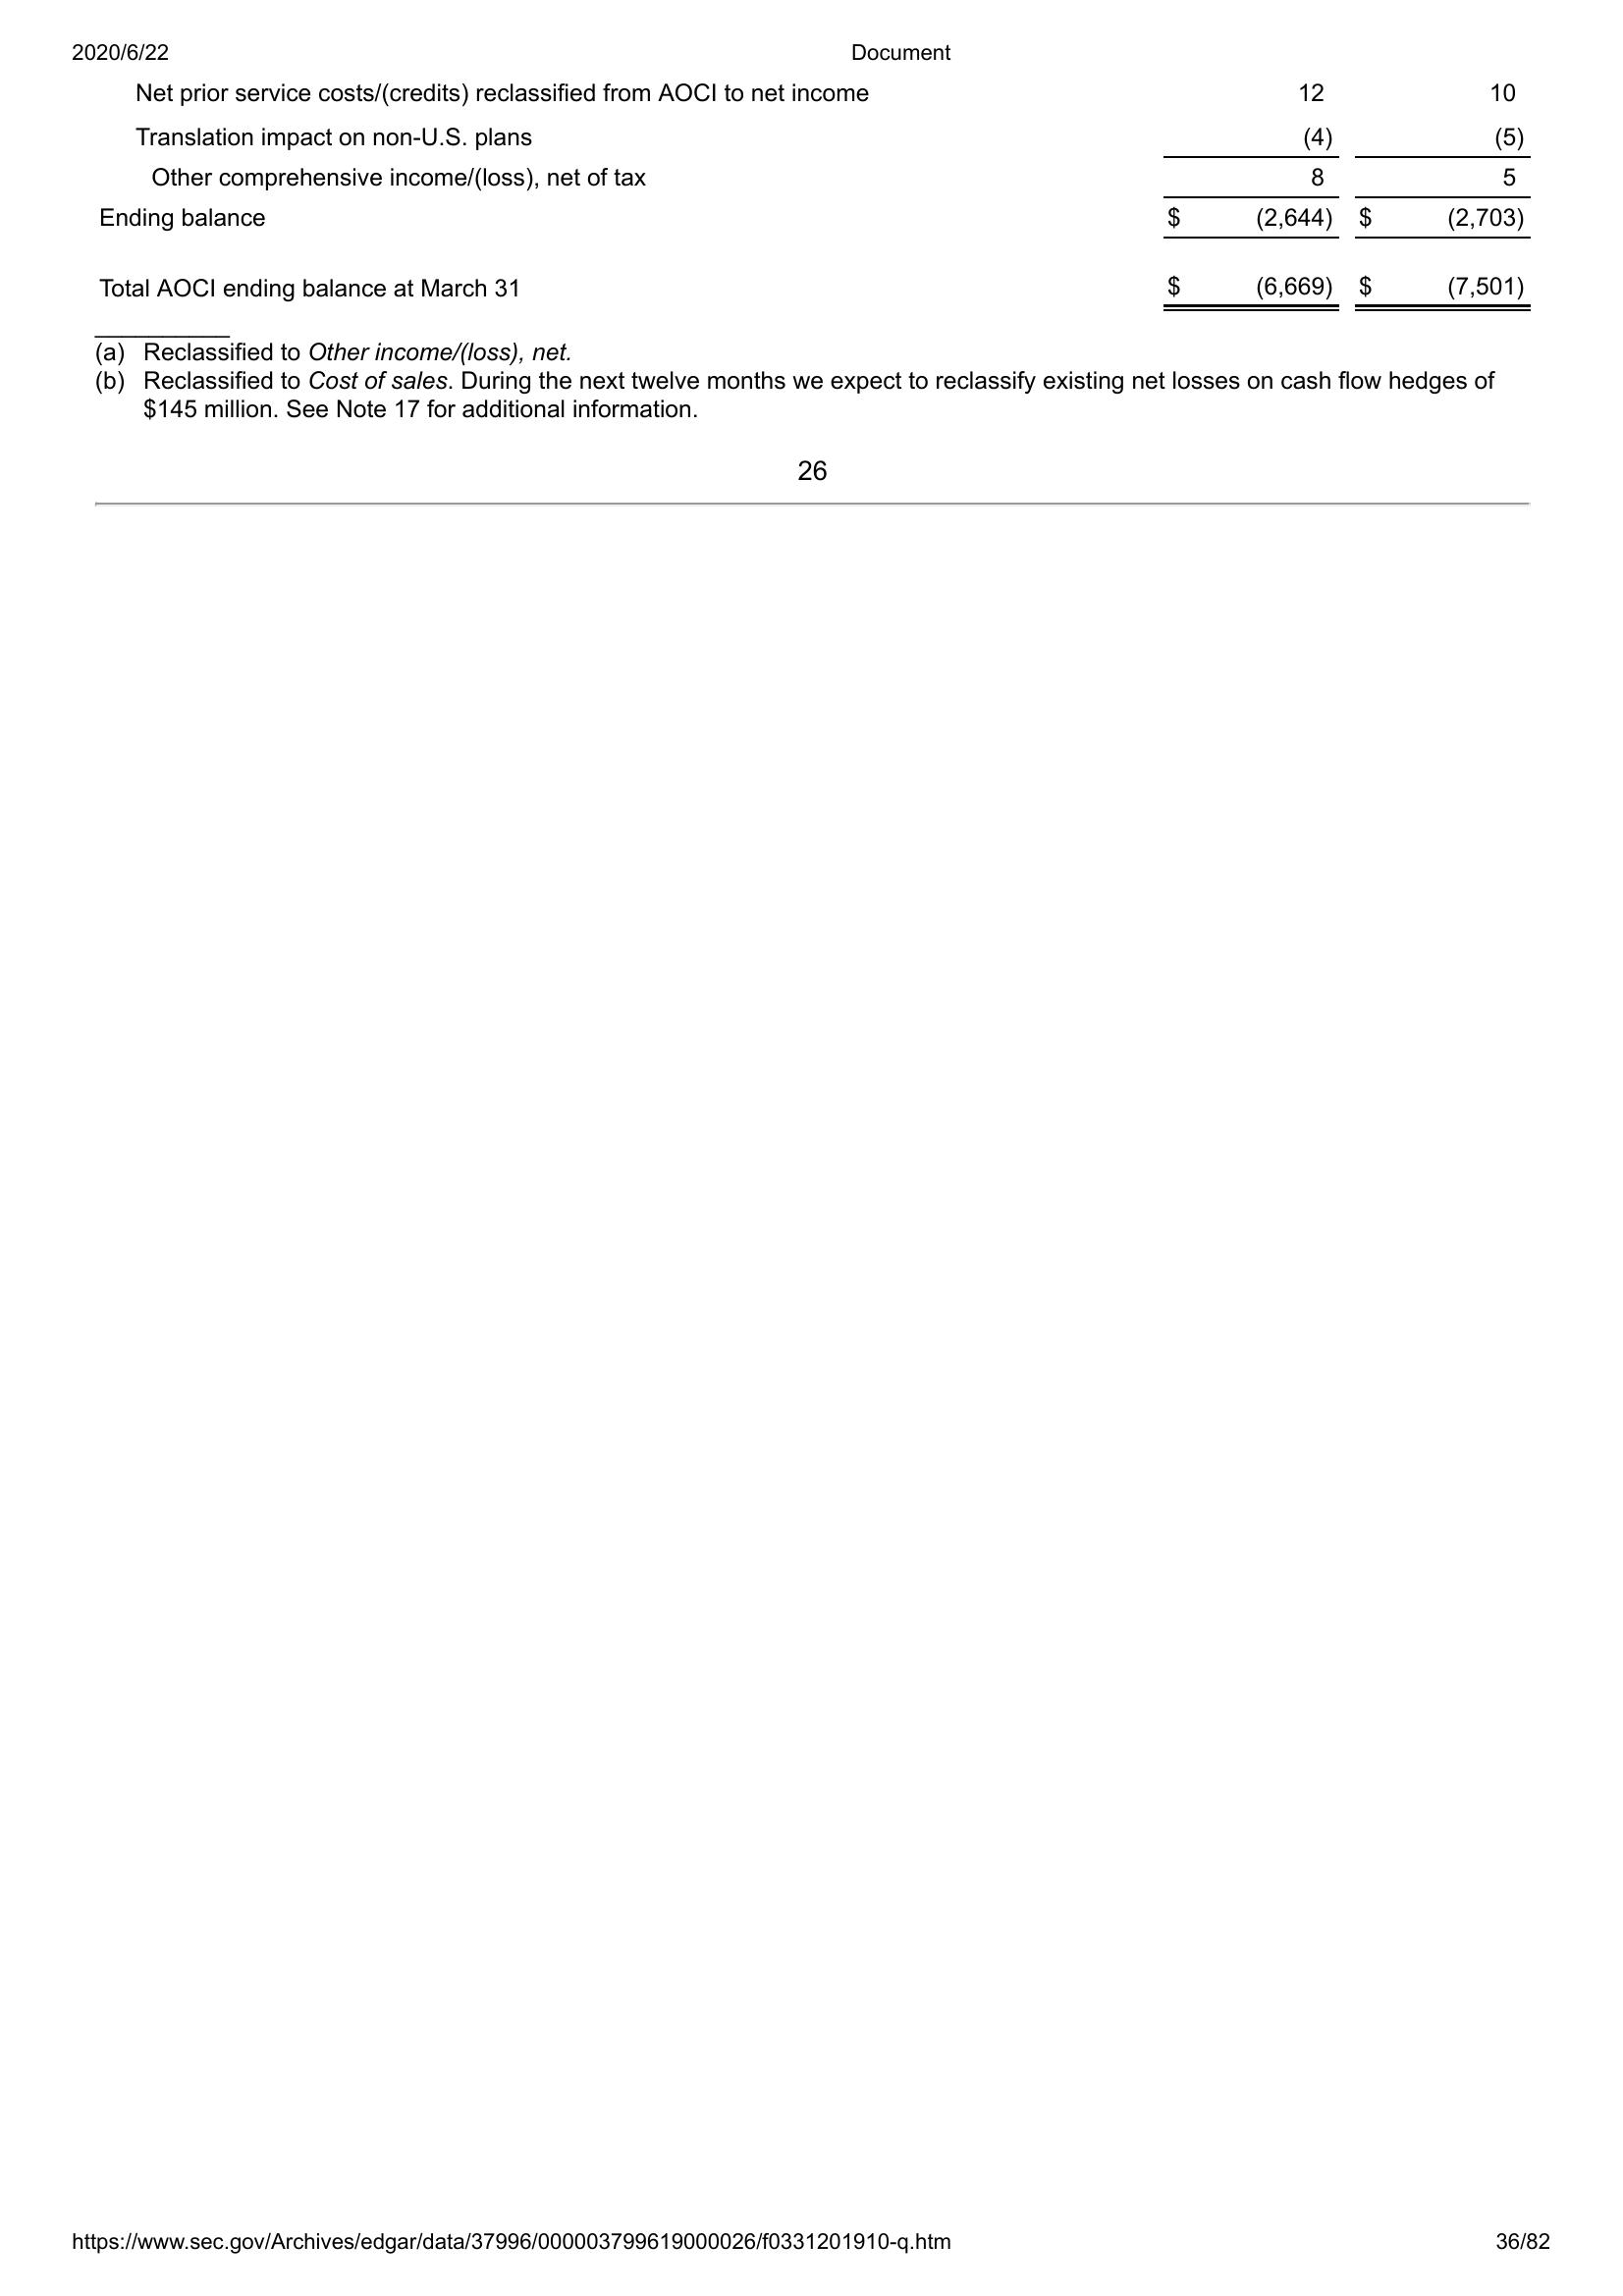 2020/6/22 Document
Net prior service costs/(credits) reclassified from AOCI to net income 12 10
Translation impact on non-U.S. plans (4) (5)
Other comprehensive income/(loss), net of tax 8 5
Ending balance $ (2,644) $ (2,703)
Total AOCI ending balance at March 31 $ (6,669) $ (7,501)
__________
(a) Reclassified to Other income/(loss), net.
(b) Reclassified to Cost of sales. During the next twelve months we expect to reclassify existing net losses on cash flow hedges of
$145 million. See Note 17 for additional information.
26
https://www.sec.gov/Archives/edgar/data/37996/000003799619000026/f0331201910-q.htm 36/82